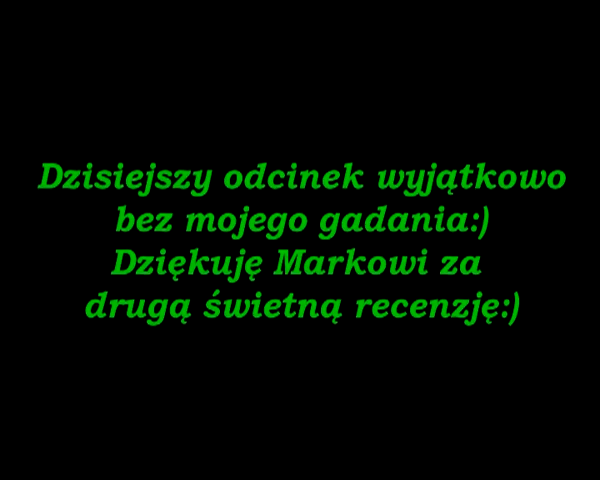 Dzisiejszy odcinek wyjątkowo
bez mojego gadania:)
Dziękuję Markowi za
drugą świetną recenzję:)